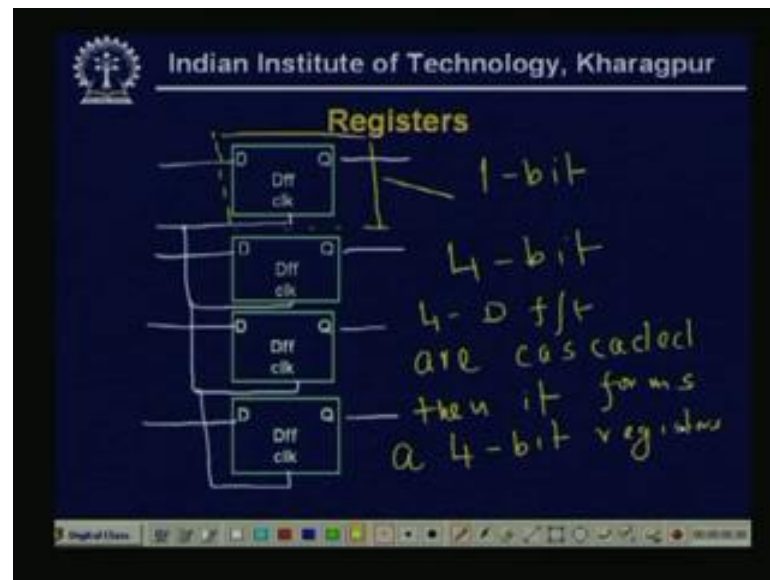 Indian Institute of Technology, Kharagpur
Registers
D Q
Dff
clk
1-bit
D Q
Dff
clk
4-bit
D Q
Dff
clk
4-D f/f
are cascaded
then it forms
D Q
Dff
clk
a 4-bit